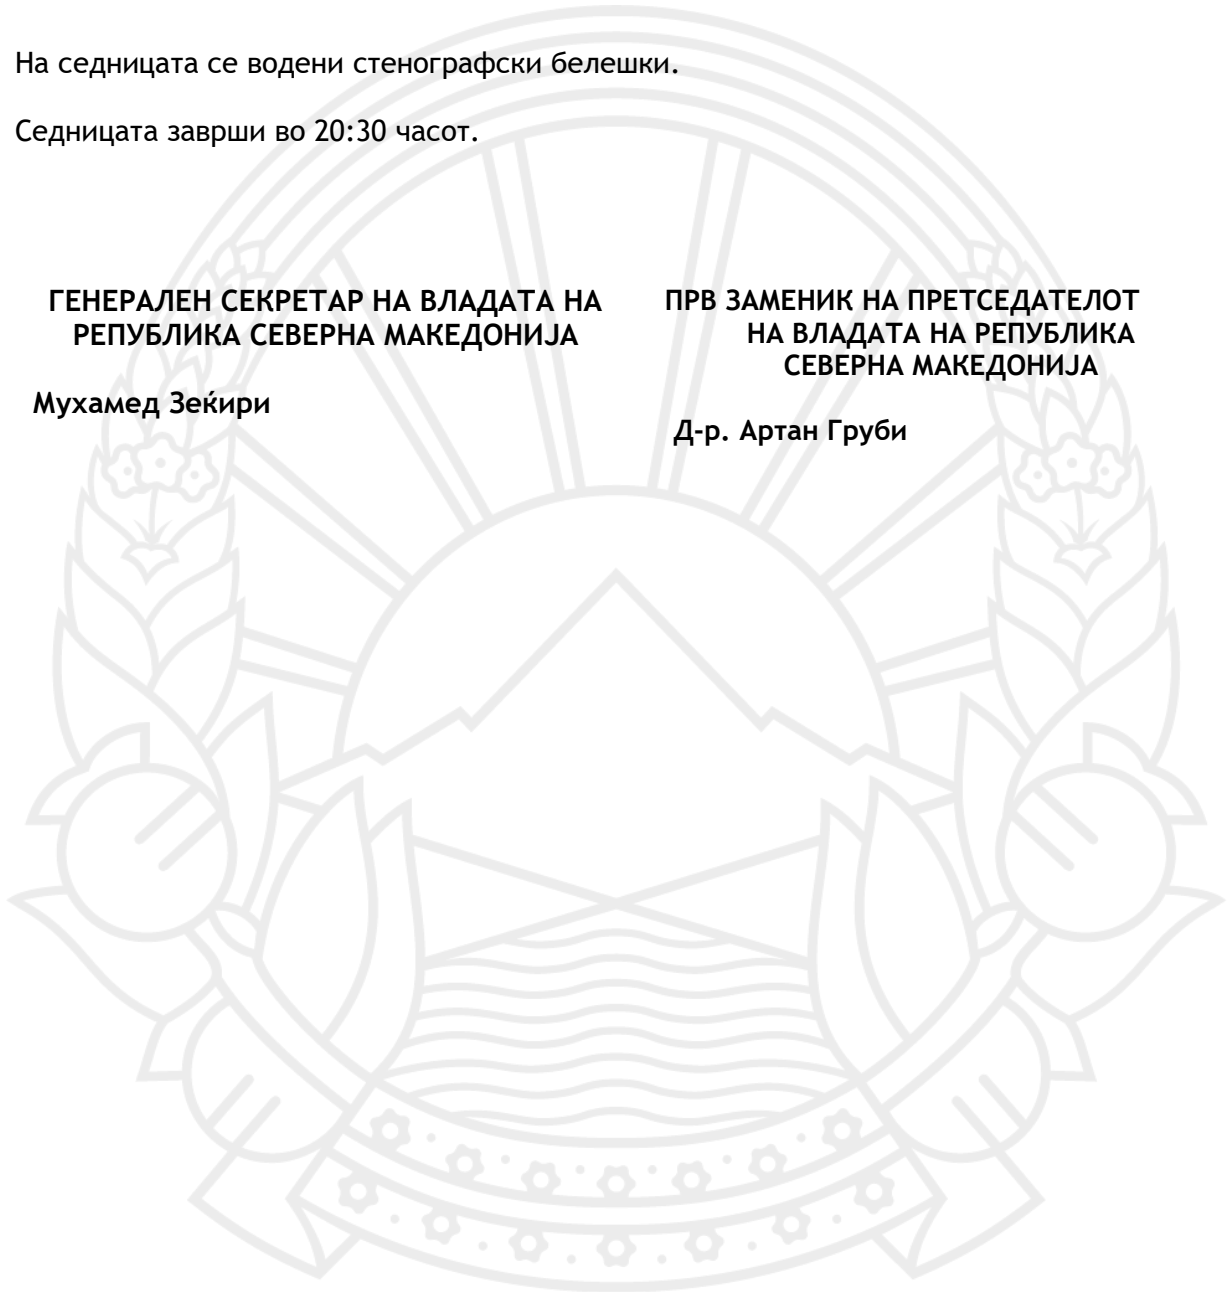 На седницата се водени стенографски белешки.
Седницата заврши во 20:30 часот.
ГЕНЕРАЛЕН СЕКРЕТАР НА ВЛАДАТА НА
РЕПУБЛИКА СЕВЕРНА МАКЕДОНИЈА
Мухамед Зеќири
ПРВ ЗАМЕНИК НА ПРЕТСЕДАТЕЛОТ
НА ВЛАДАТА НА РЕПУБЛИКА
СЕВЕРНА МАКЕДОНИЈА
Д-р. Артан Груби